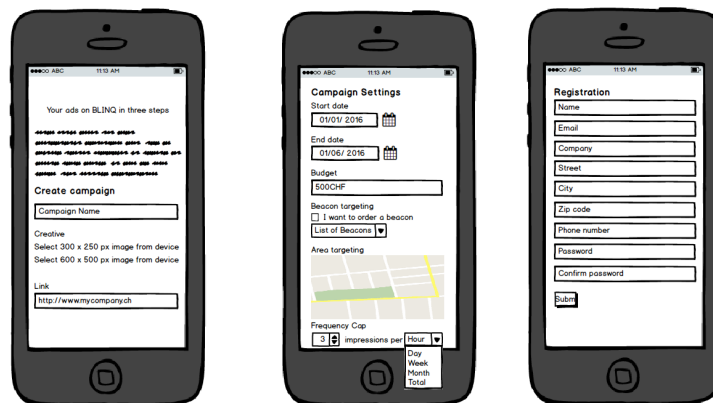 ABC 11:13 AM
Your ads on BLINQ in three steps
Create campaign
Campaign Name
Creative
Select 300 x 250 px image from device
Select 600 x 500 px image from device
Link
http://www.mycompany.ch
ABC 11:13 AM
Campaign Settings
Start date
01/01/ 2016
End date
01/06/ 2016
Budget
500CHF
Beacon targeting
I want to order a beacon
List of Beacons
Area targeting
Frequency Cap
3 impressions per Hour
Day
Week
Month
Total
ABC 11:13 AM
Registration
Name
Email
Company
Street
City
Zip code
Phone number
Password
Confirm password
Subm